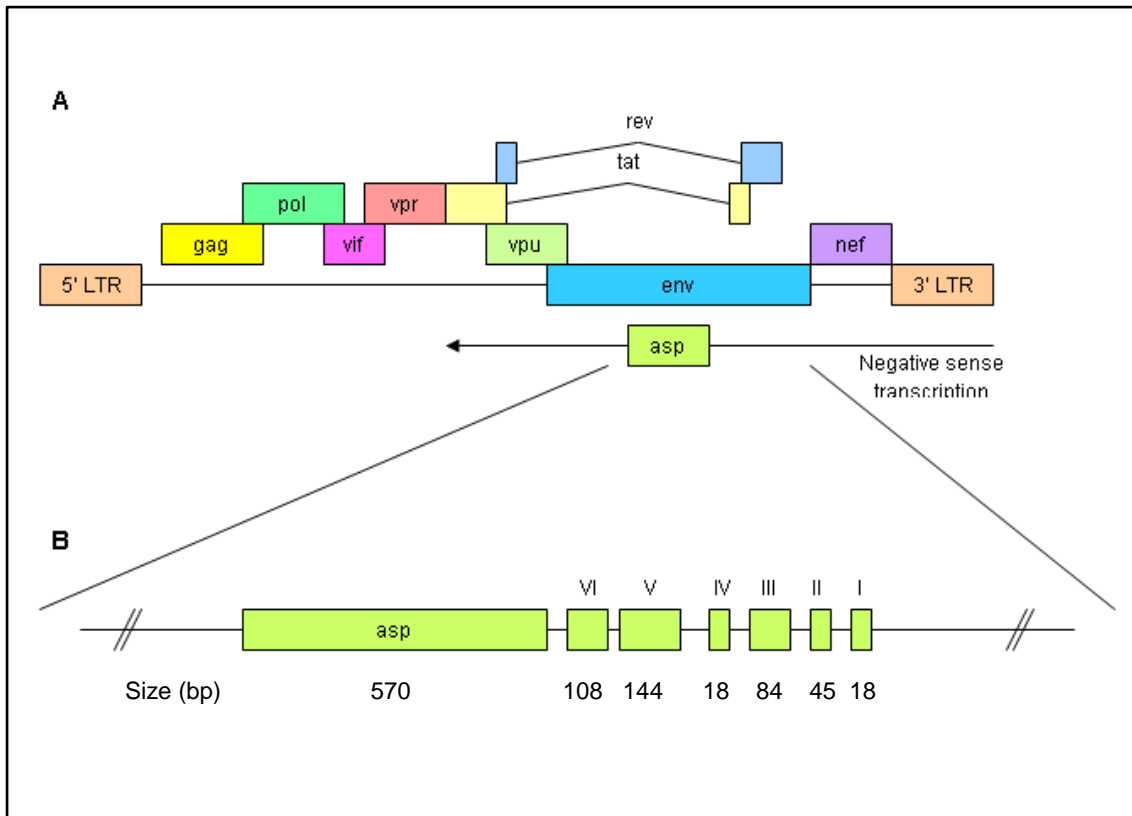 A
rev
tat
pol vpr
gag vif vpu nef
5' LTR env 3' LTR
asp
Negative sense
transcription
B
VI V IV III II I
asp
Size (bp) 570 108 144 18 84 45 18